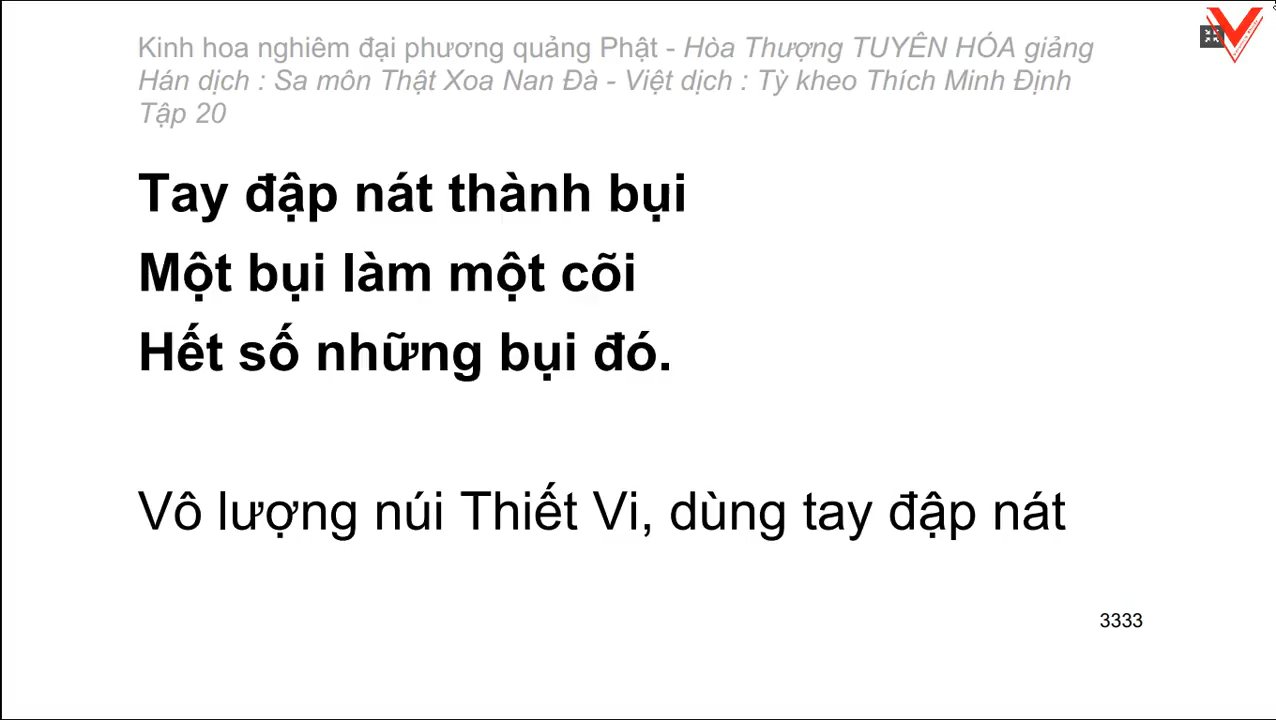 Kinh hoa nghiêm đại phương quảng Phật - Hòa Thượng TUYÊN HÓA giảng
Hán dịch : Sa môn Thật Xoa Nan Đà - Việt dịch : Tỳ kheo Thích Minh Định
Tập 20
Tay đập nát thành bụi
Một bụi làm một cõi
Hết số những bụi đó.
Vô lượng núi Thiết Vi, dùng tay đập nát
3333